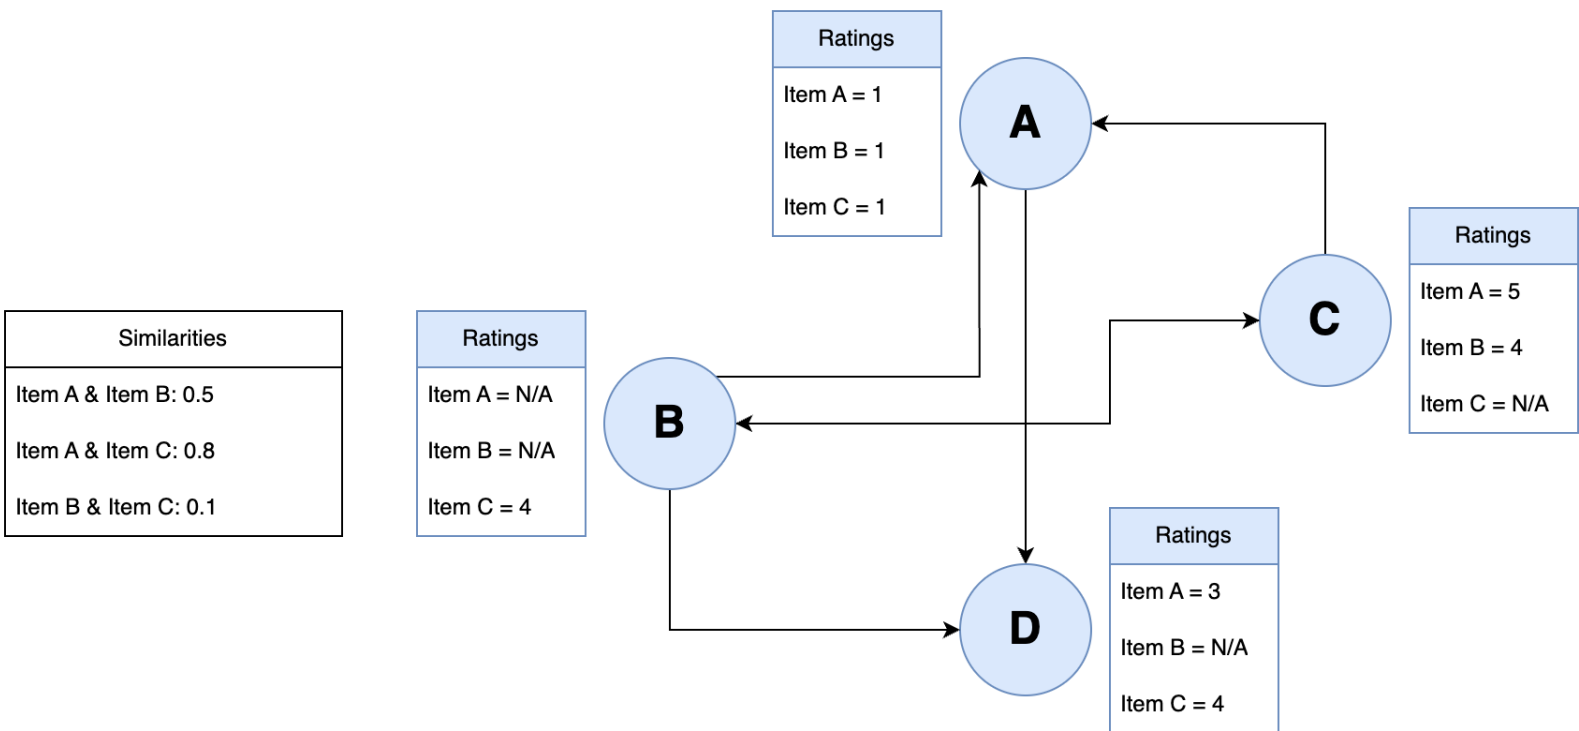 Ratings
Item A = 1
Item B = 1
Item C = 1
A
Ratings
Item A = 5
Item B = 4
Item C = N/A
C
Similarities
Item A & Item B: 0.5
Item A & Item C: 0.8
Item B & Item C: 0.1
Ratings
Item A = N/A
Item B = N/A
Item C = 4
B
D
Ratings
Item A = 3
Item B = N/A
Item C = 4